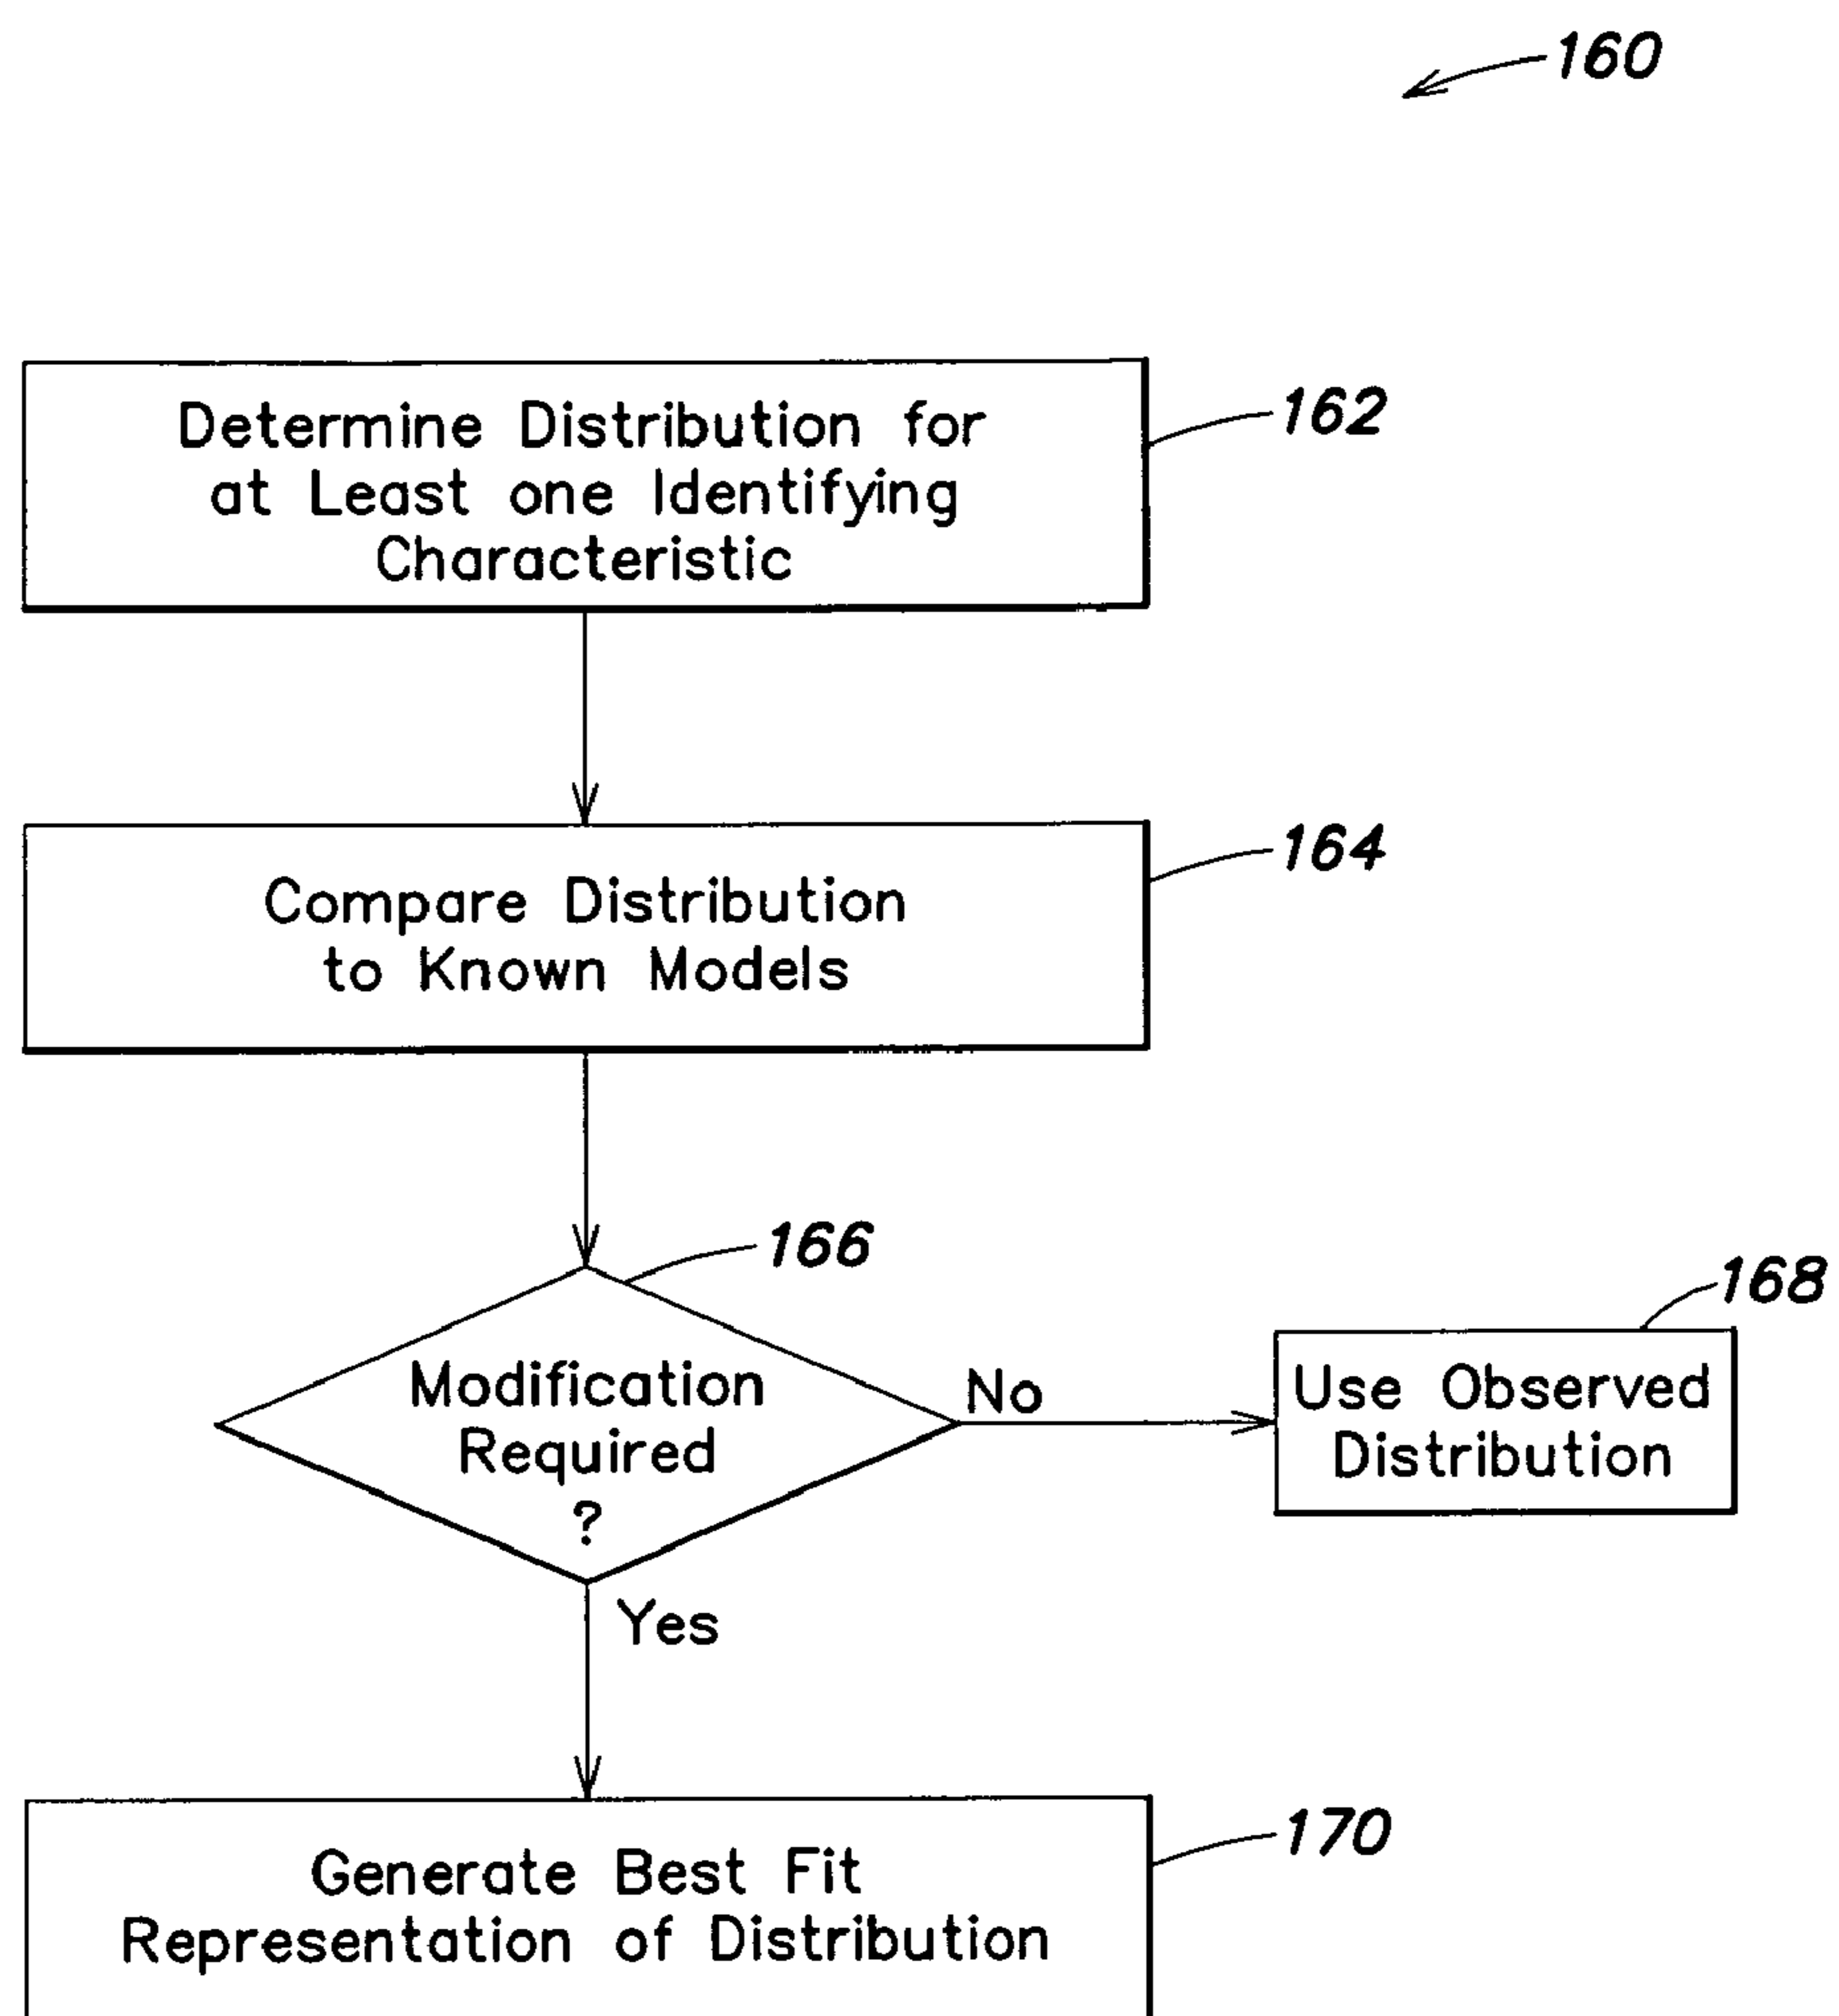 160
Determine Distribution for
at Least one Identifying
Characteristic
162
Compare Distribution
to Known Models
164
166
Modification
Required
?
No
168
Use Observed
Distribution
Yes
Generate Best Fit
Representation of Distribution
170